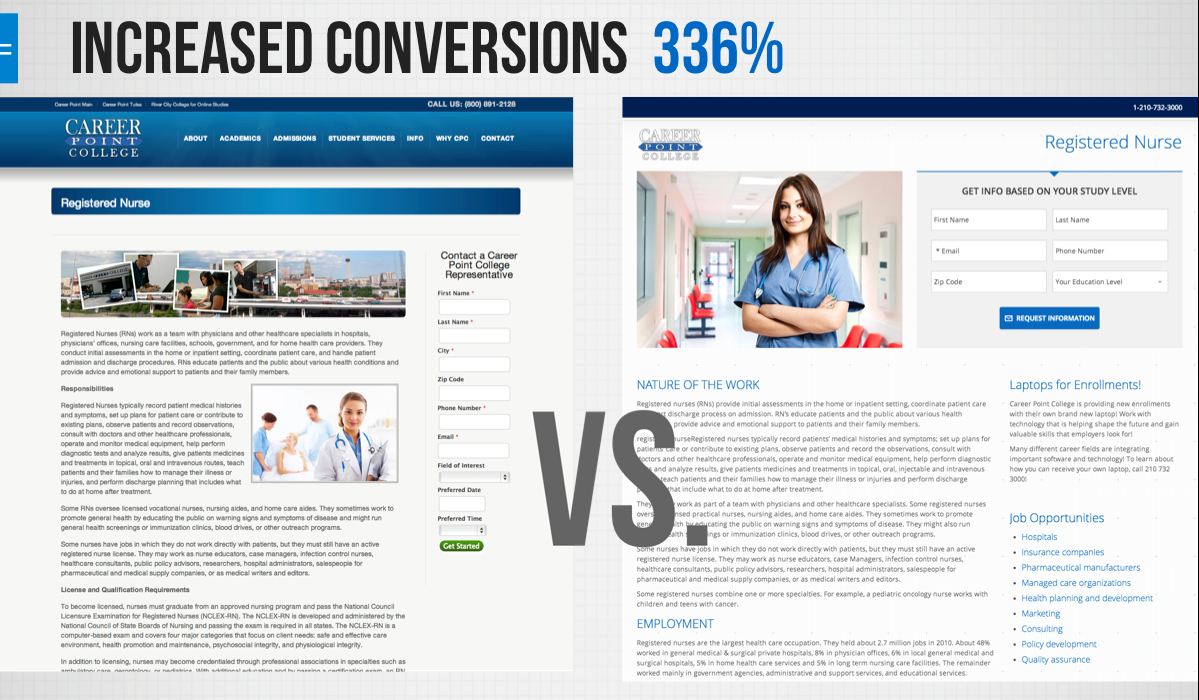 INCREASED CONVERSIONS 336%
Career Point Main
Career Point Tulsa
River City College for Online Studies
CALL US: (800) 891-2128
CAREER
POINT
COLLEGE
ABOUT ACADEMICS ADMISSIONS STUDENT SERVICES INFO WHY CPC CONTACT
Registered Nurse
Registered Nurses (RNs) work as a team with physicians and other healthcare specialists in hospitals,
physicians' offices, nursing care facilities, schools, government, and for home health care providers. They
conduct initial assessments in the home or inpatient setting, coordinate patient care, and handle patient
admission and discharge procedures. RNs educate patients and the public about various health conditions and
provide advice and emotional support to patients and their family members.
Responsibilities
Registered Nurses typically record patient medical histories
and symptoms, set up plans for patient care or contribute to
existing plans, observe patients and record observations,
consult with doctors and other healthcare professionals,
operate and monitor medical equipment, help perform
diagnostic tests and analyze results, give patients medicines
and treatments in topical, oral and intravenous routes, teach
patients and their families how to manage their illness or
injuries, and perform discharge planning that includes what
to do at home after treatment.
Some RNs oversee licensed vocational nurses, nursing aides, and home care aides. They sometimes work to
promote general health by educating the public on warning signs and symptoms of disease and might run
general health screenings or immunization clinics, blood drives, or other outreach programs.
Some nurses have jobs in which they do not work directly with patients, but they must still have an active
registered nurse license. They may work as nurse educators, case managers, infection control nurses,
healthcare consultants, public policy advisors, researchers, hospital administrators, salespeople for
pharmaceutical and medical supply companies, or as medical writers and editors.
License and Qualification Requirements
To become licensed, nurses must graduate from an approved nursing program and pass the National Council
Licensure Examination for Registered Nurses (NCLEX-RN). The NCLEX-RN is developed and administered by the
National Council of State Boards of Nursing and passing the exam is required in all states. The NCLEX-RN is a
computer-based exam and covers four major categories that focus on client needs: safe and effective care
environment, health promotion and maintenance, psychosocial integrity, and physiological integrity.
In addition to licensing, nurses may become credentialed through professional associations in specialties such as
Contact a Career
Point College
Representative
First Name *
Last Name *
City *
Zip Code
Phone Number *
Email *
Field of Interest
Preferred Date
Preferred Time
Get Started
VS.
1-210-732-3000
CAREER
POINT
COLLEGE
Registered Nurse
GET INFO BASED ON YOUR STUDY LEVEL
First Name
Last Name
* Email
Phone Number
Zip Code
Your Education Level
REQUEST INFORMATION
NATURE OF THE WORK
Registered nurses (RNs) provide initial assessments in the home or inpatient setting, coordinate patient care
discharge process on admission. RN's educate patients and the public about various health
provide advice and emotional support to patients and their family members.
nurseRegistered nurses typically record patients' medical histories and symptoms; set up plans for
patients care or contribute to existing plans, observe patients and record the observations, consult with
doctors and other healthcare professionals, operate and monitor medical equipment, help perform diagnostic
and analyze results, give patients medicines and treatments in topical, oral, injectable and intravenous
teach patients and their families how to manage their illness or injuries and perform discharge
that include what to do at home after treatment.
They work as part of a team with physicians and other healthcare specialists. Some registered nurses
licensed practical nurses, nursing aides, and home care aides. They sometimes work to promote
health by educating the public on warning signs and symptoms of disease. They might also run
health or immunization clinics, blood drives, or other outreach programs.
Some nurses have jobs in which they do not work directly with patients, but they must still have an active
registered nurse license. They may work as nurse educators, case Managers, infection control nurses,
healthcare consultants, public policy advisors, researchers, hospital administrators, salespeople for
pharmaceutical and medical supply companies, or as medical writers and editors.
Some registered nurses combine one or more specialties. For example, a pediatric oncology nurse works with
children and teens with cancer.
EMPLOYMENT
Registered nurses are the largest health care occupation. They held about 2.7 million jobs in 2010. About 48%
worked in general medical & surgical private hospitals, 8% in physician offices, 6% in local general medical and
surgical hospitals, 5% in home health care services and 5% in long term nursing care facilities. The remainder
worked mainly in government agencies, administrative and support services, and educational services.
Laptops for Enrollments!
Career Point College is providing new enrollments
with their own brand new laptop! Work with
technology that is helping shape the future and gain
valuable skills that employers look for!
Many different career fields are integrating
important software and technology! To learn about
how you can receive your own laptop, call 210 732
3000!
Job Opportunities
Hospitals
Insurance companies
Pharmaceutical manufacturers
Managed care organizations
Health planning and development
Marketing
Consulting
Policy development
Quality assurance